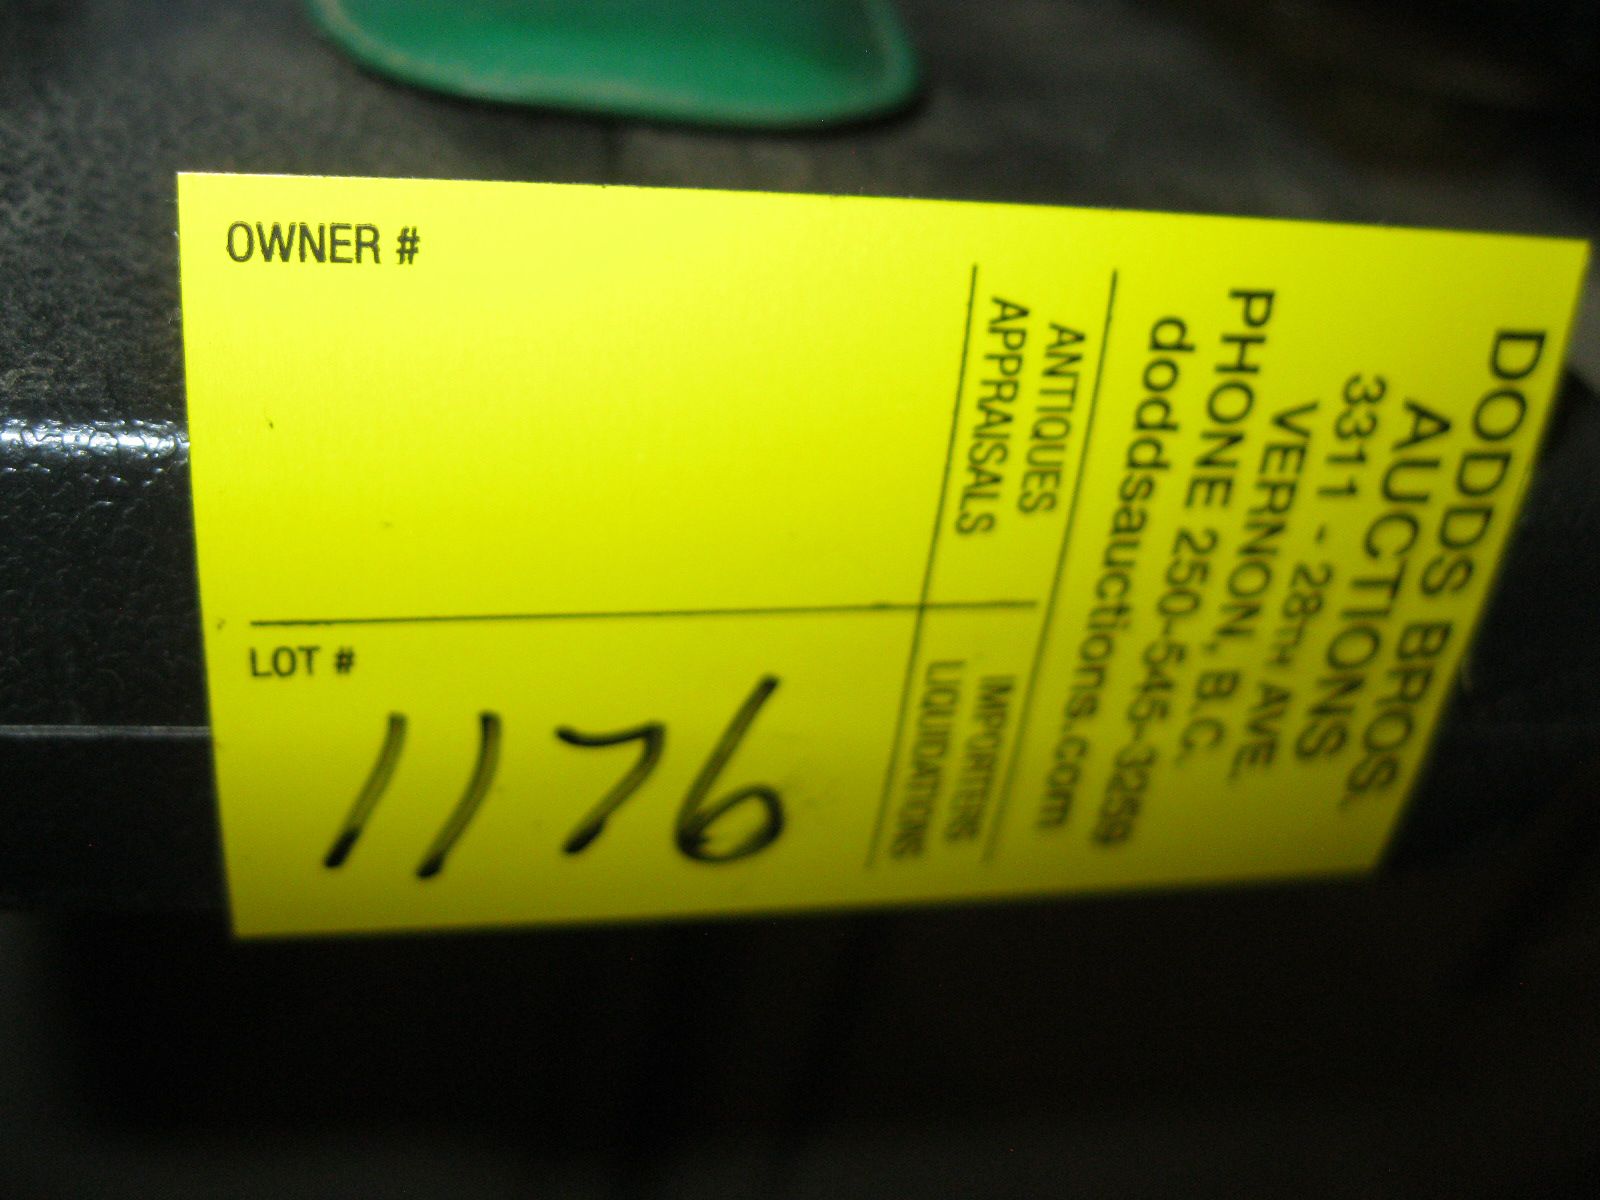 DODDS BROS.
AUCTIONS
3311 - 28TH AVE.
VERNON, B.C.
PHONE 250-545-3259
doddsauctions.com
ANTIQUES
APPRAISALS
IMPORTERS
LIQUIDATIONS
OWNER #
LOT #
1176